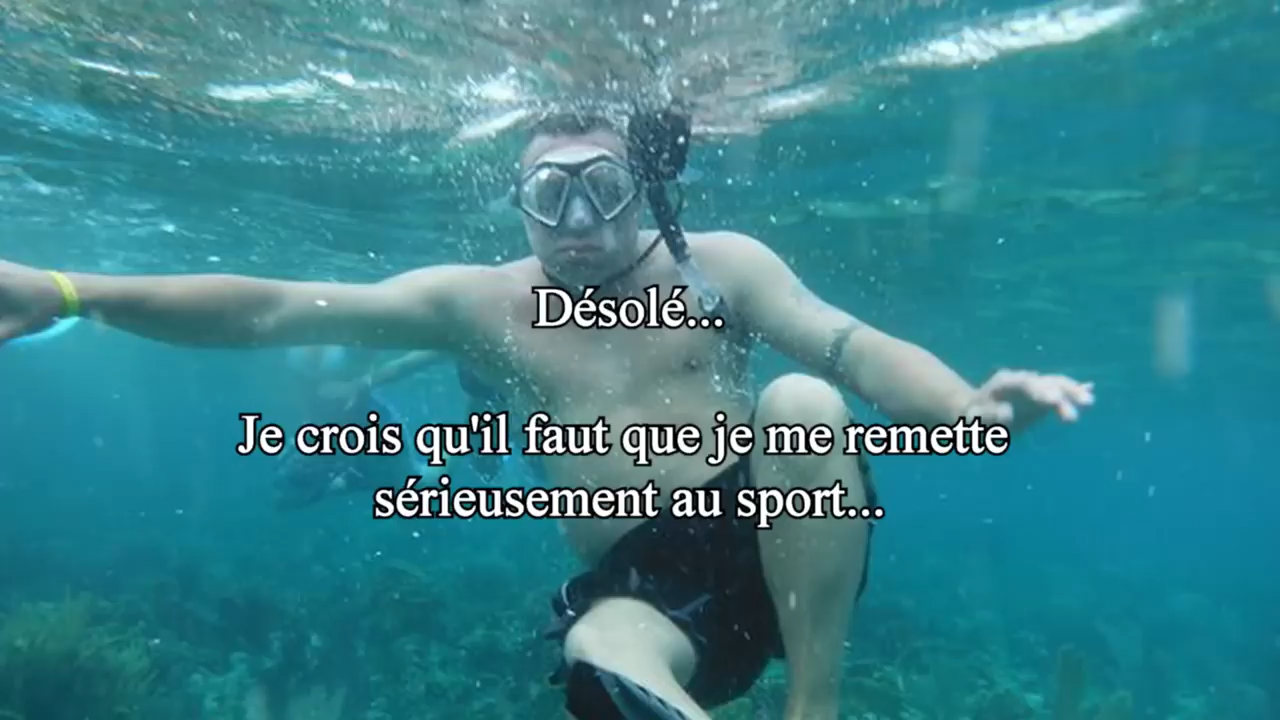 Désolé...
Je crois qu'il faut que je me remette
sérieusement au sport...